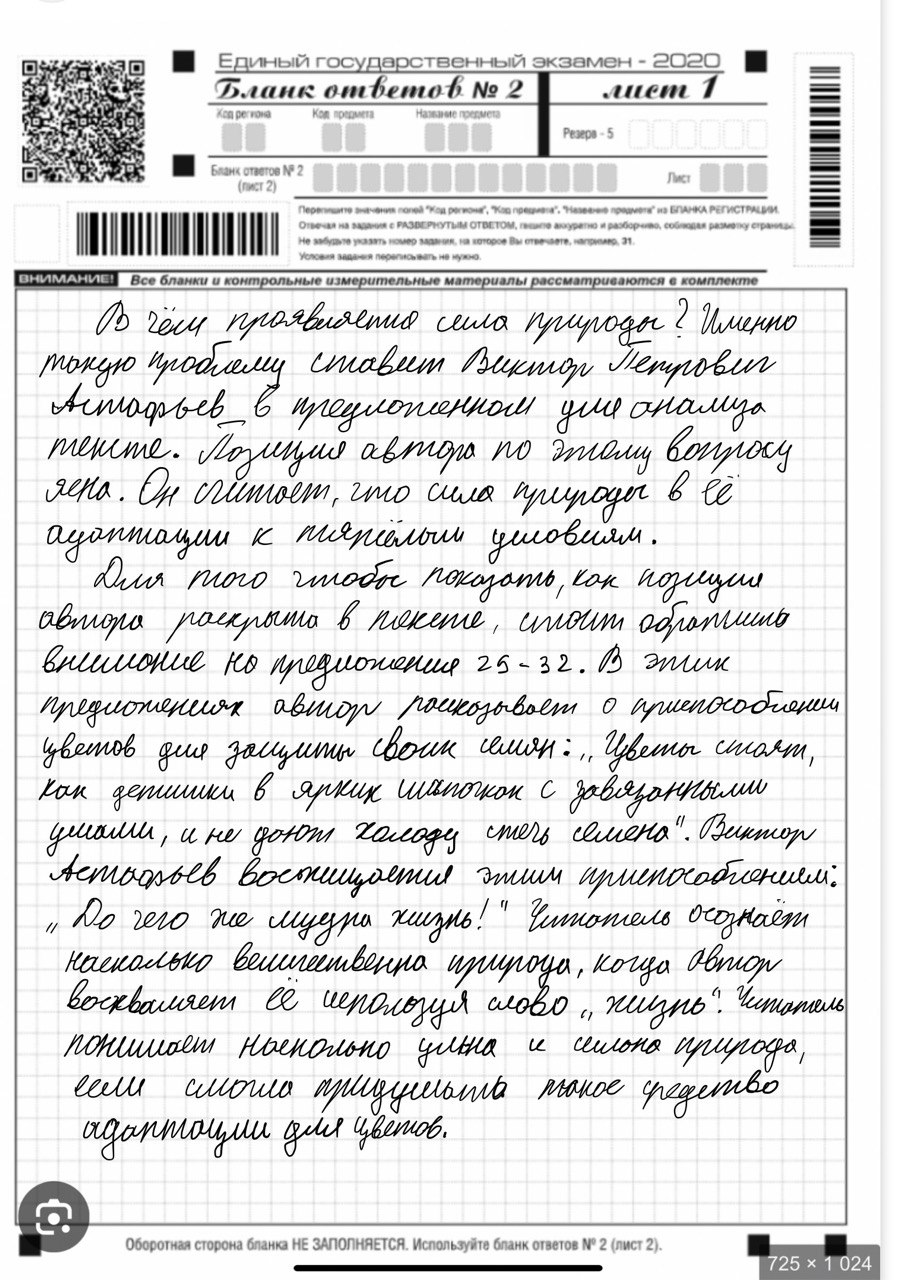 Единый государственный экзамен - 2020
Бланк ответов № 2 лист 1
Код региона Код предмета Название предмета
Резерв - 5
Бланк ответов № 2 Лист
(лист 2)
Перепишите значения полей "Код региона", "Код предмета", "Название предмета" из БЛАНКА РЕГИСТРАЦИИ.
Отвечая на задания с РАЗВЕРНУТЫМ ОТВЕТОМ, пишите аккуратно и разборчиво, соблюдая разметку страницы.
Не забудьте указать номер задания, на которое Вы отвечаете, например, 31.
Условия задания переписывать не нужно.
ВНИМАНИЕ! Все бланки и контрольные измерительные материалы рассматриваются в комплекте
В чём проявляется сила природы? Именно
такую проблему ставит Виктор Петрович
Астафьев в предложенном для анализа
тексте. Позиция автора по этому вопросу
ясна. Он считает, что сила природы в её
адаптации к тяжёлым условиям.
Для того чтобы показать, как позиция
автора раскрыта в тексте, стоит обратить
внимание на предложения 25-32. В этих
предложениях автор рассказывает о приспособлении
цветов для защиты своих семян: „Цветы стоят,
как детишки в ярких шапочках с завязанными
ушами, и не дают холоду стечь семена". Виктор
Астафьев восхищается этим приспособлениям:
„До чего же мудра жизнь!" Читатель осознаёт
насколько величественна природа, когда автор
восхваляет её используя слово „жизнь". Читатель
понимает насколько умна и сильна природа,
если смогла придумать такое средство
адаптации для цветов.
Оборотная сторона бланка НЕ ЗАПОЛНЯЕТСЯ. Используйте бланк ответов № 2 (лист 2).
725 × 1 024